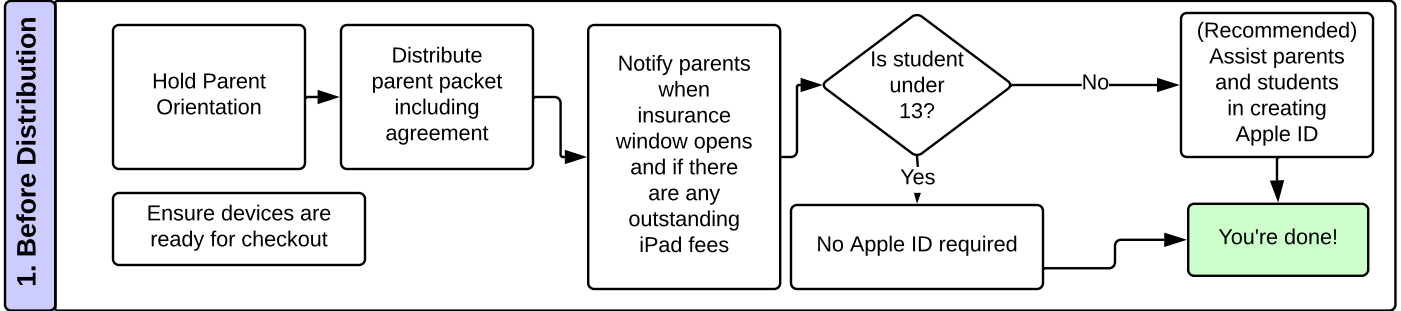 1. Before Distribution
Hold Parent
Orientation
Distribute
parent packet
including
agreement
Ensure devices are
ready for checkout
Notify parents
when
insurance
window opens
and if there
are any
outstanding
iPad fees
Is student
under
13?
No
Yes
(Recommended)
Assist parents
and students
in creating
Apple ID
No Apple ID required
You're done!